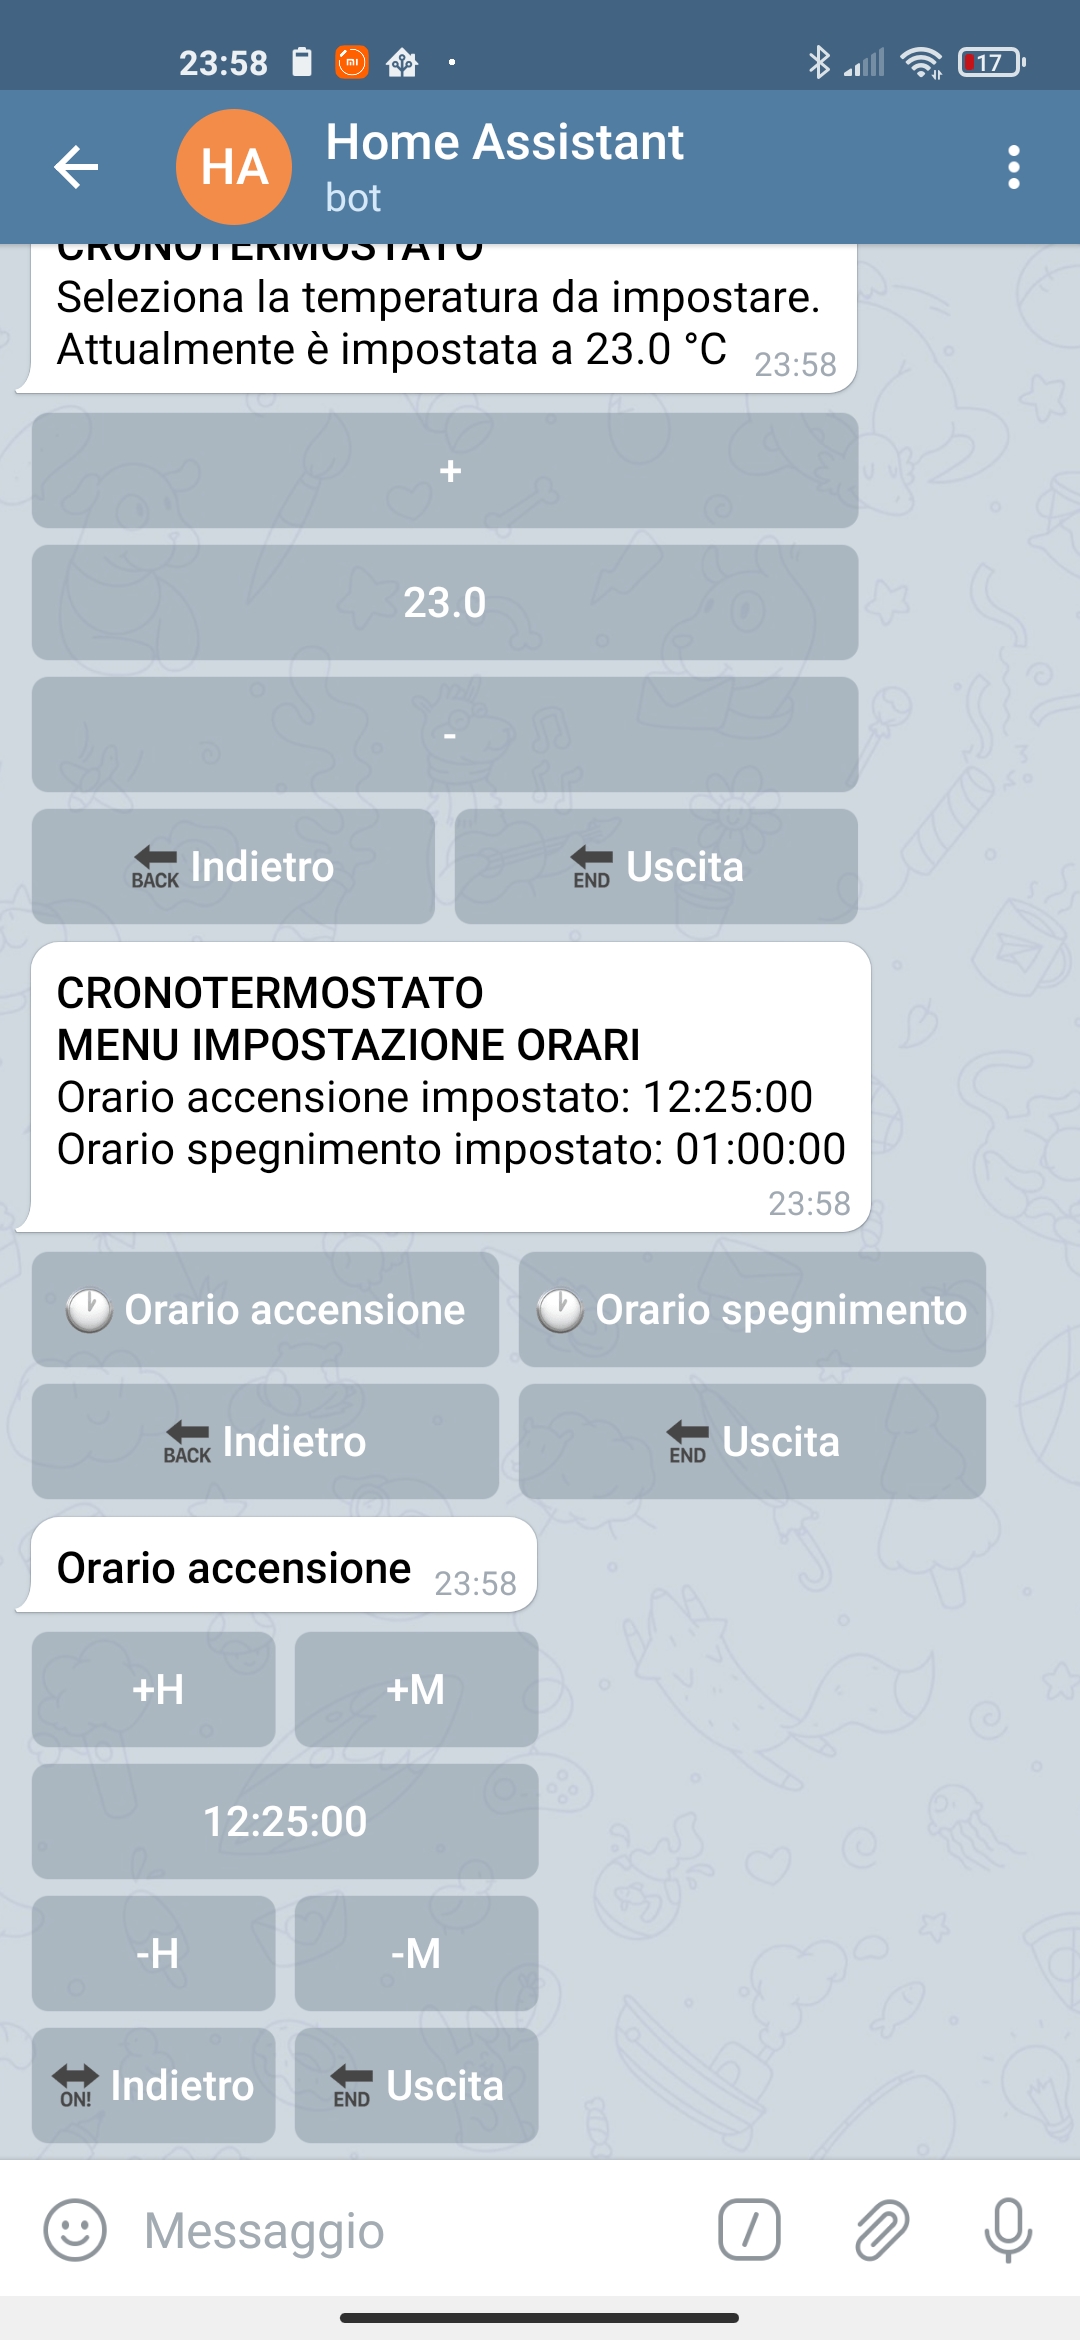 23:58
17
HA
Home Assistant
bot
CRONOTERMOSTATO
Seleziona la temperatura da impostare.
Attualmente è impostata a 23.0 °C 23:58
+
23.0
-
BACK Indietro
END Uscita
CRONOTERMOSTATO
MENU IMPOSTAZIONE ORARI
Orario accensione impostato: 12:25:00
Orario spegnimento impostato: 01:00:00
23:58
Orario accensione
Orario spegnimento
BACK Indietro
END Uscita
Orario accensione 23:58
+H
+M
12:25:00
-H
-M
ON! Indietro
END Uscita
Messaggio